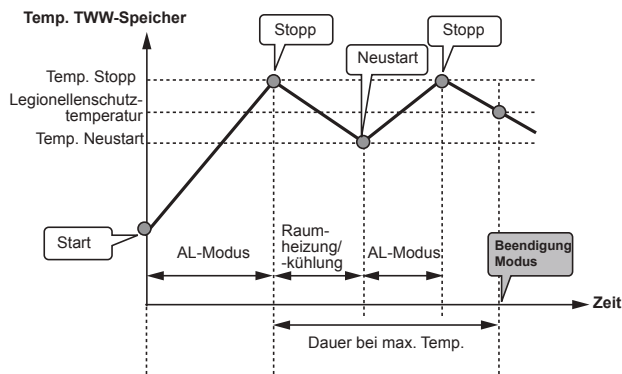 Temp. TWW-Speicher
Stopp
Stopp
Neustart
Temp. Stopp
Legionellenschutz-
temperatur
Temp. Neustart
Start
AL-Modus
Raum-
heizung/
-kühlung
AL-Modus
Beendigung
Modus
Zeit
Dauer bei max. Temp.